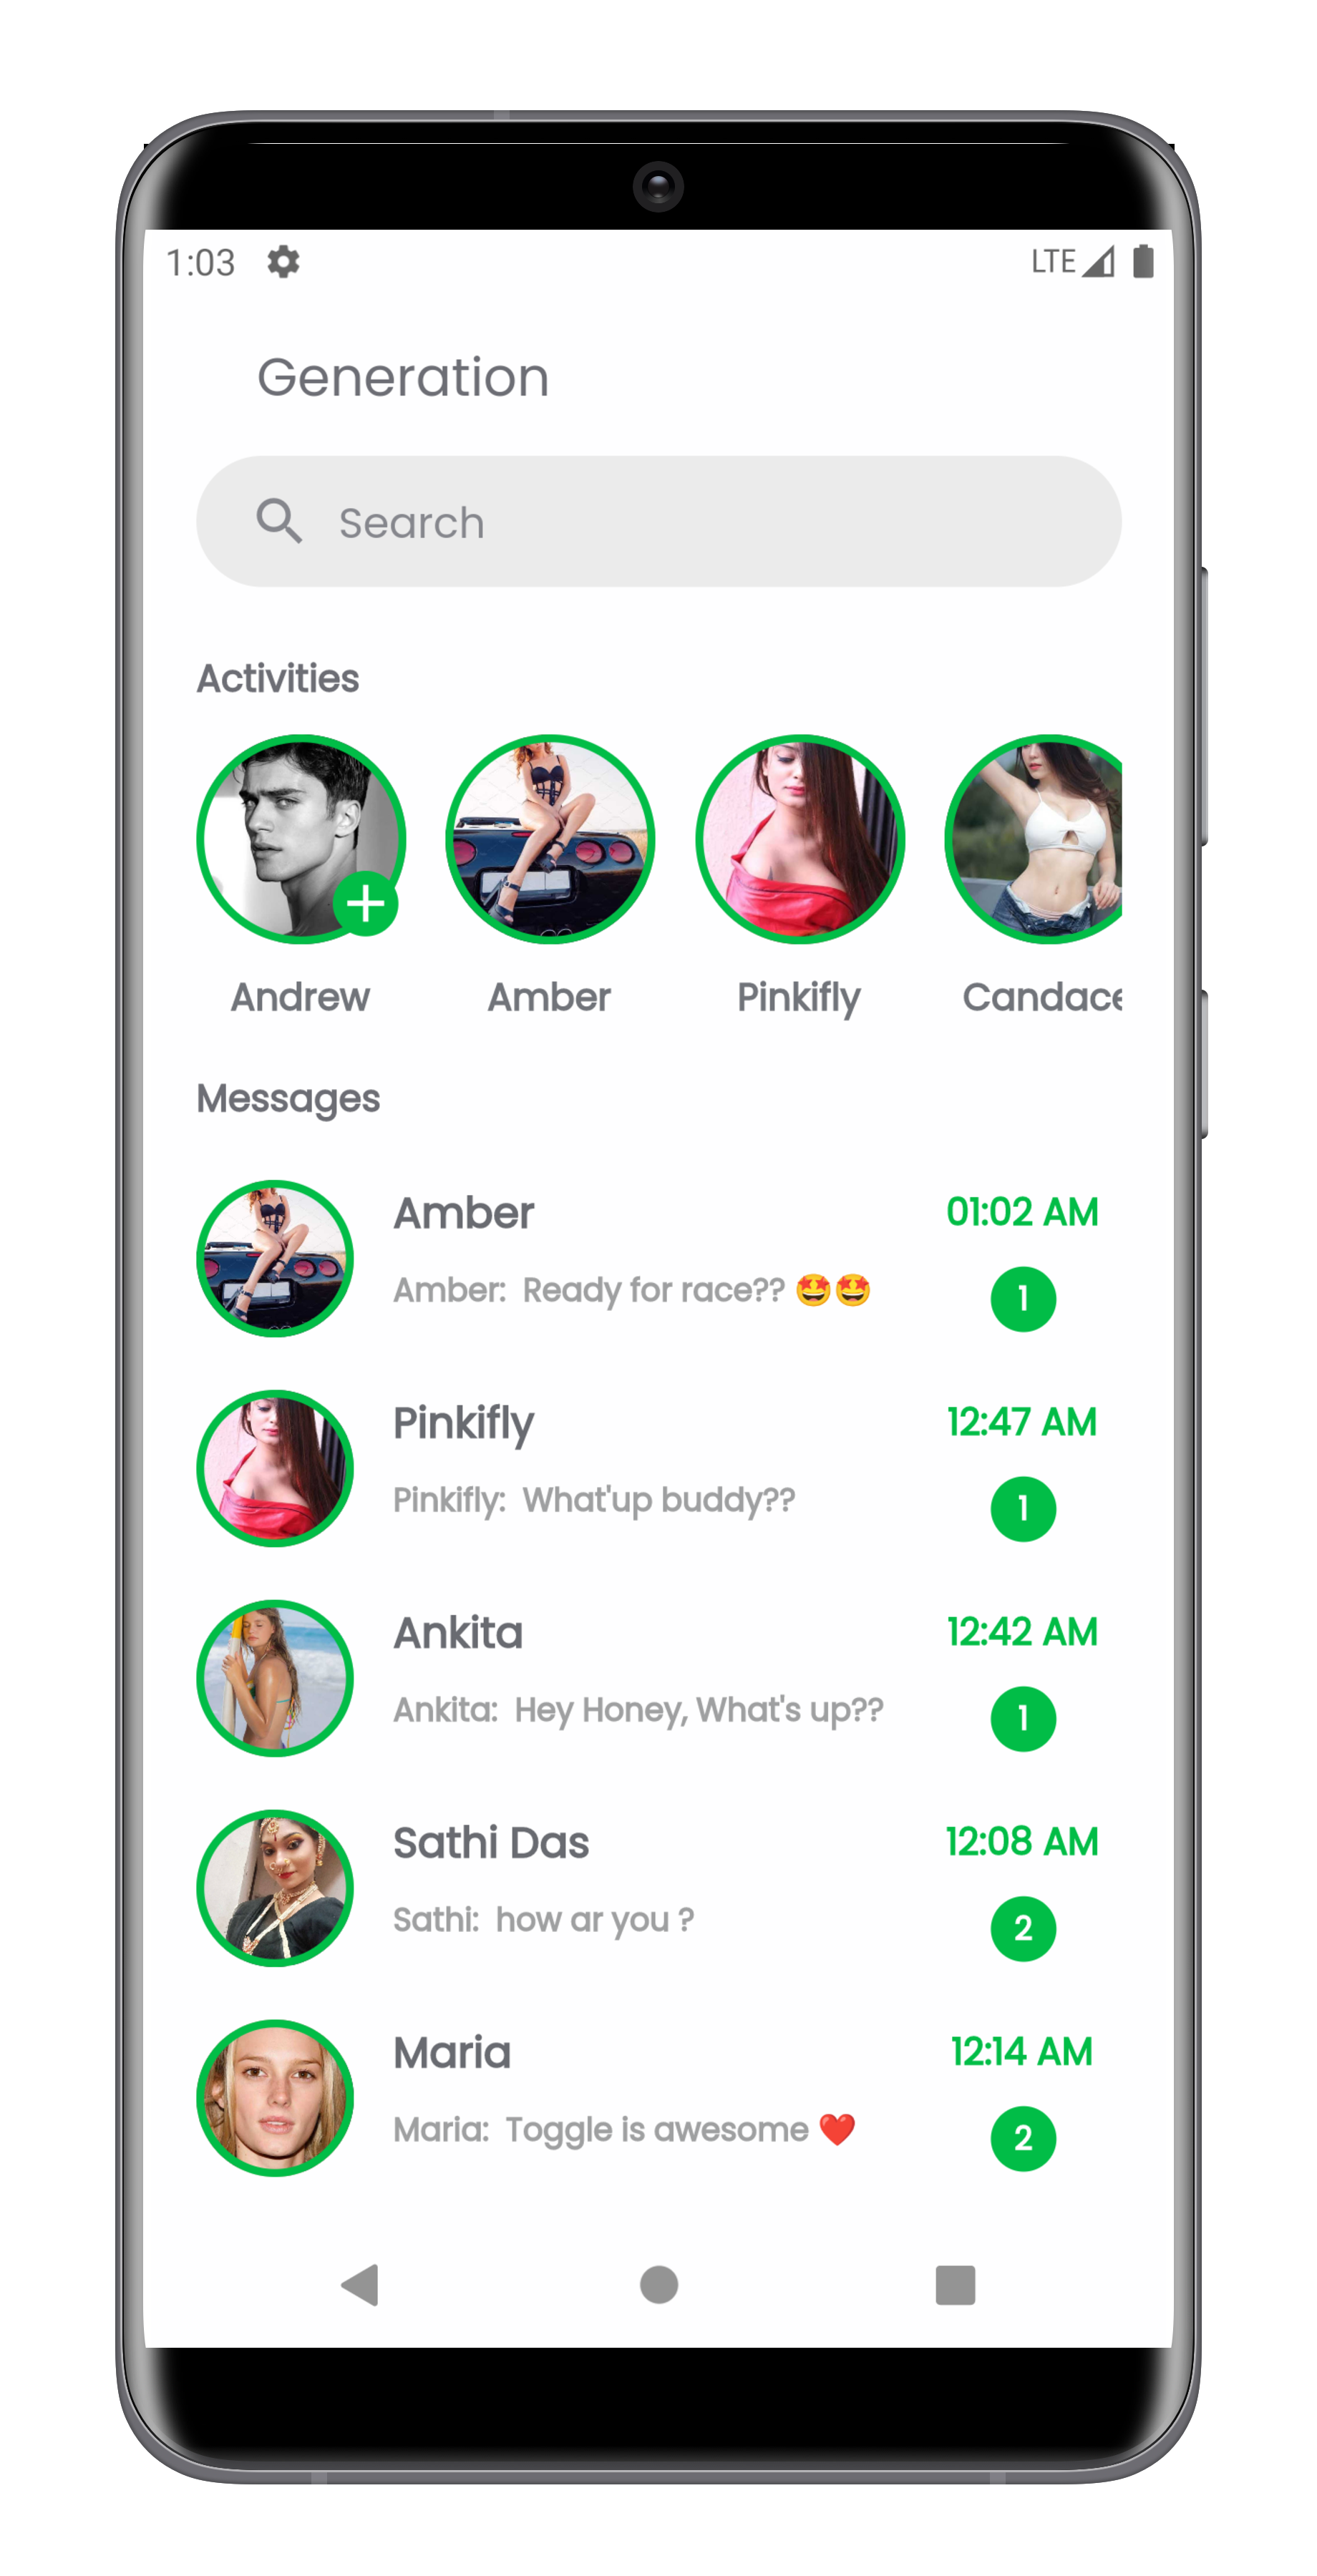 1:03 LTE
Generation
Search
Activities
Andrew Amber Pinkifly Candace
Messages
Amber 01:02 AM
Amber: Ready for race?? 🤩🤩 1
Pinkifly 12:47 AM
Pinkifly: What'up buddy?? 1
Ankita 12:42 AM
Ankita: Hey Honey, What's up?? 1
Sathi Das 12:08 AM
Sathi: how ar you ? 2
Maria 12:14 AM
Maria: Toggle is awesome ❤️ 2